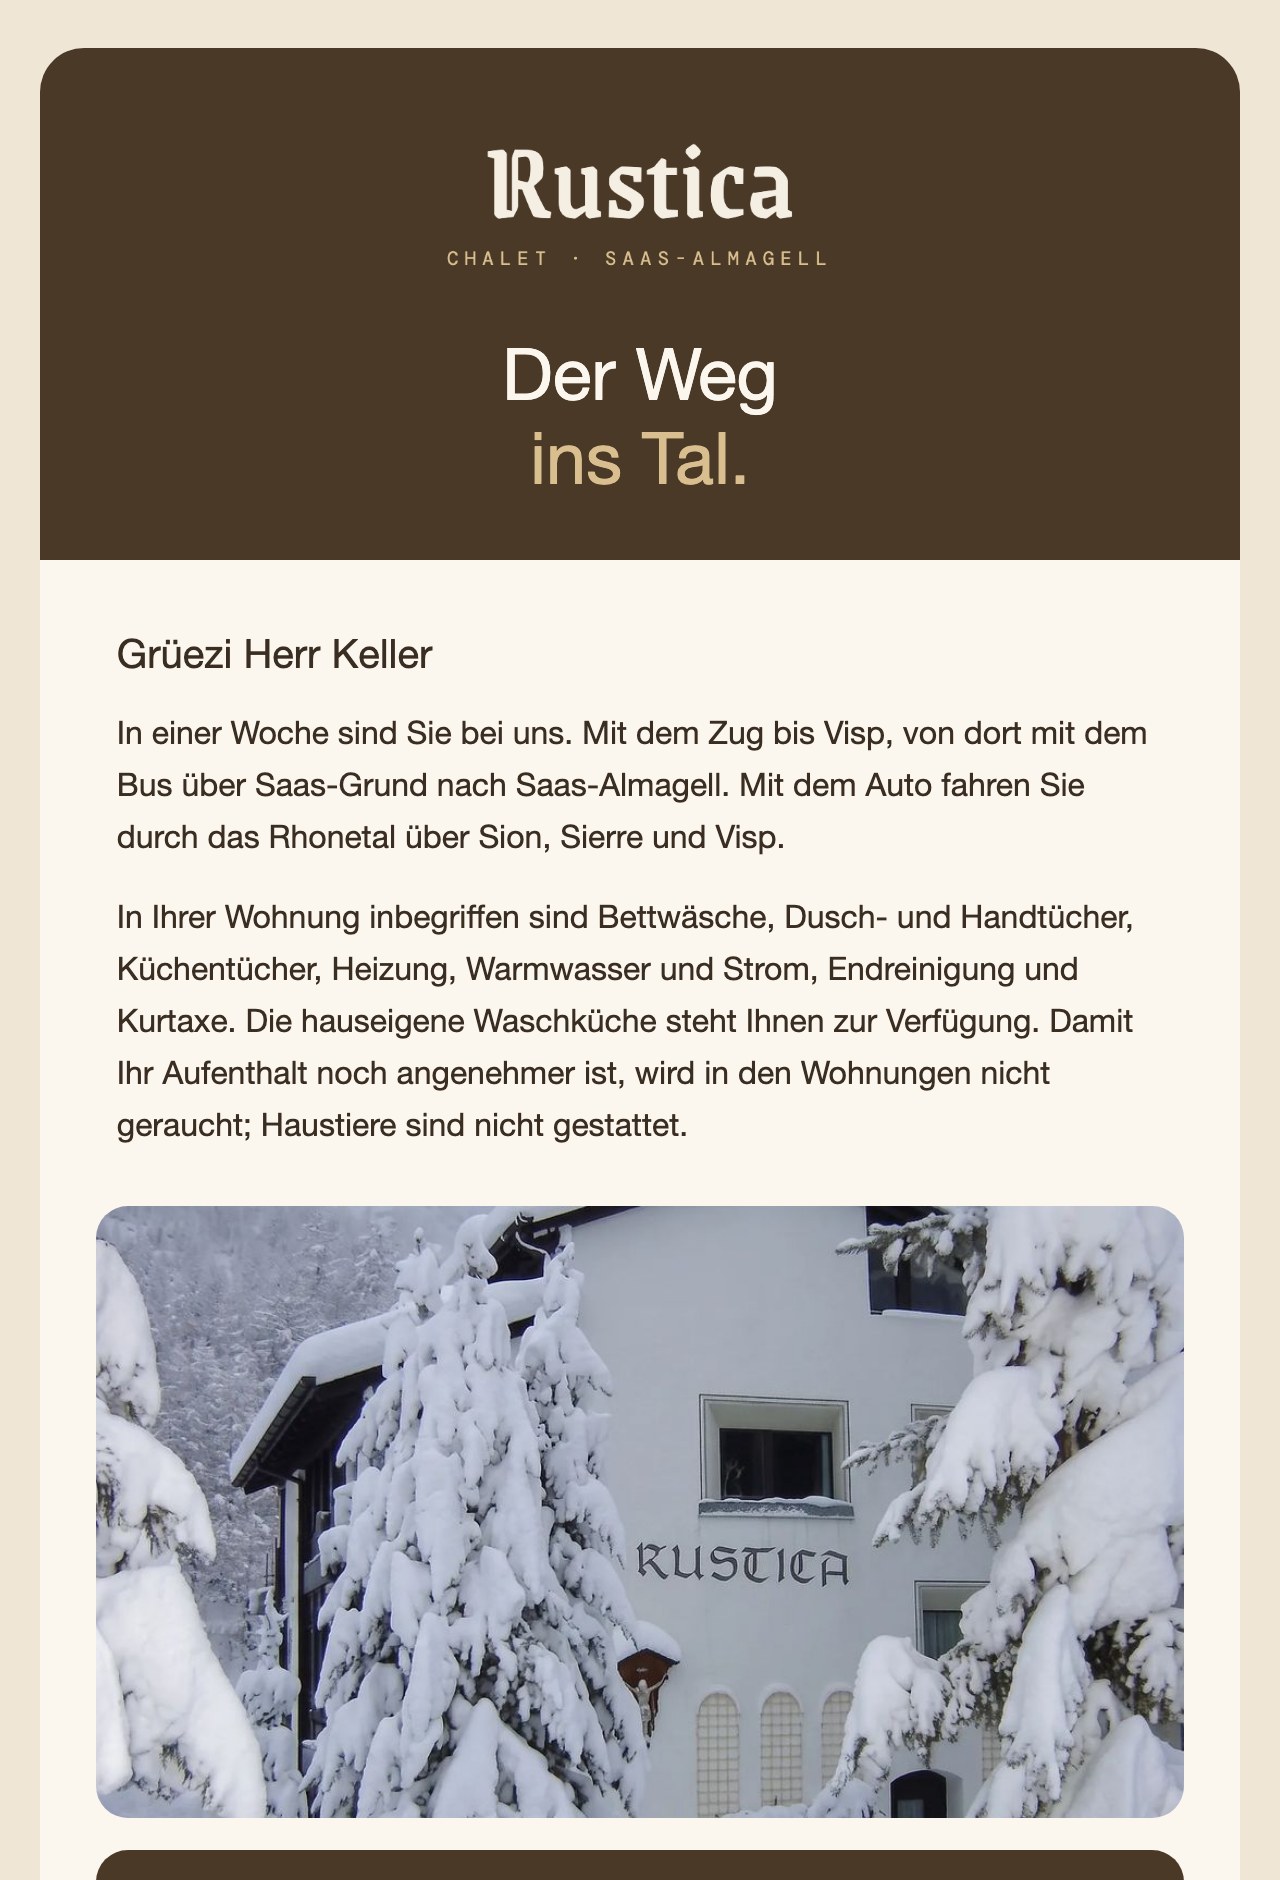 Rustica
CHALET · SAAS-ALMAGELL
Der Weg
ins Tal.
Grüezi Herr Keller
In einer Woche sind Sie bei uns. Mit dem Zug bis Visp, von dort mit dem
Bus über Saas-Grund nach Saas-Almagell. Mit dem Auto fahren Sie
durch das Rhonetal über Sion, Sierre und Visp.
In Ihrer Wohnung inbegriffen sind Bettwäsche, Dusch- und Handtücher,
Küchentücher, Heizung, Warmwasser und Strom, Endreinigung und
Kurtaxe. Die hauseigene Waschküche steht Ihnen zur Verfügung. Damit
Ihr Aufenthalt noch angenehmer ist, wird in den Wohnungen nicht
geraucht; Haustiere sind nicht gestattet.
RUSTICA